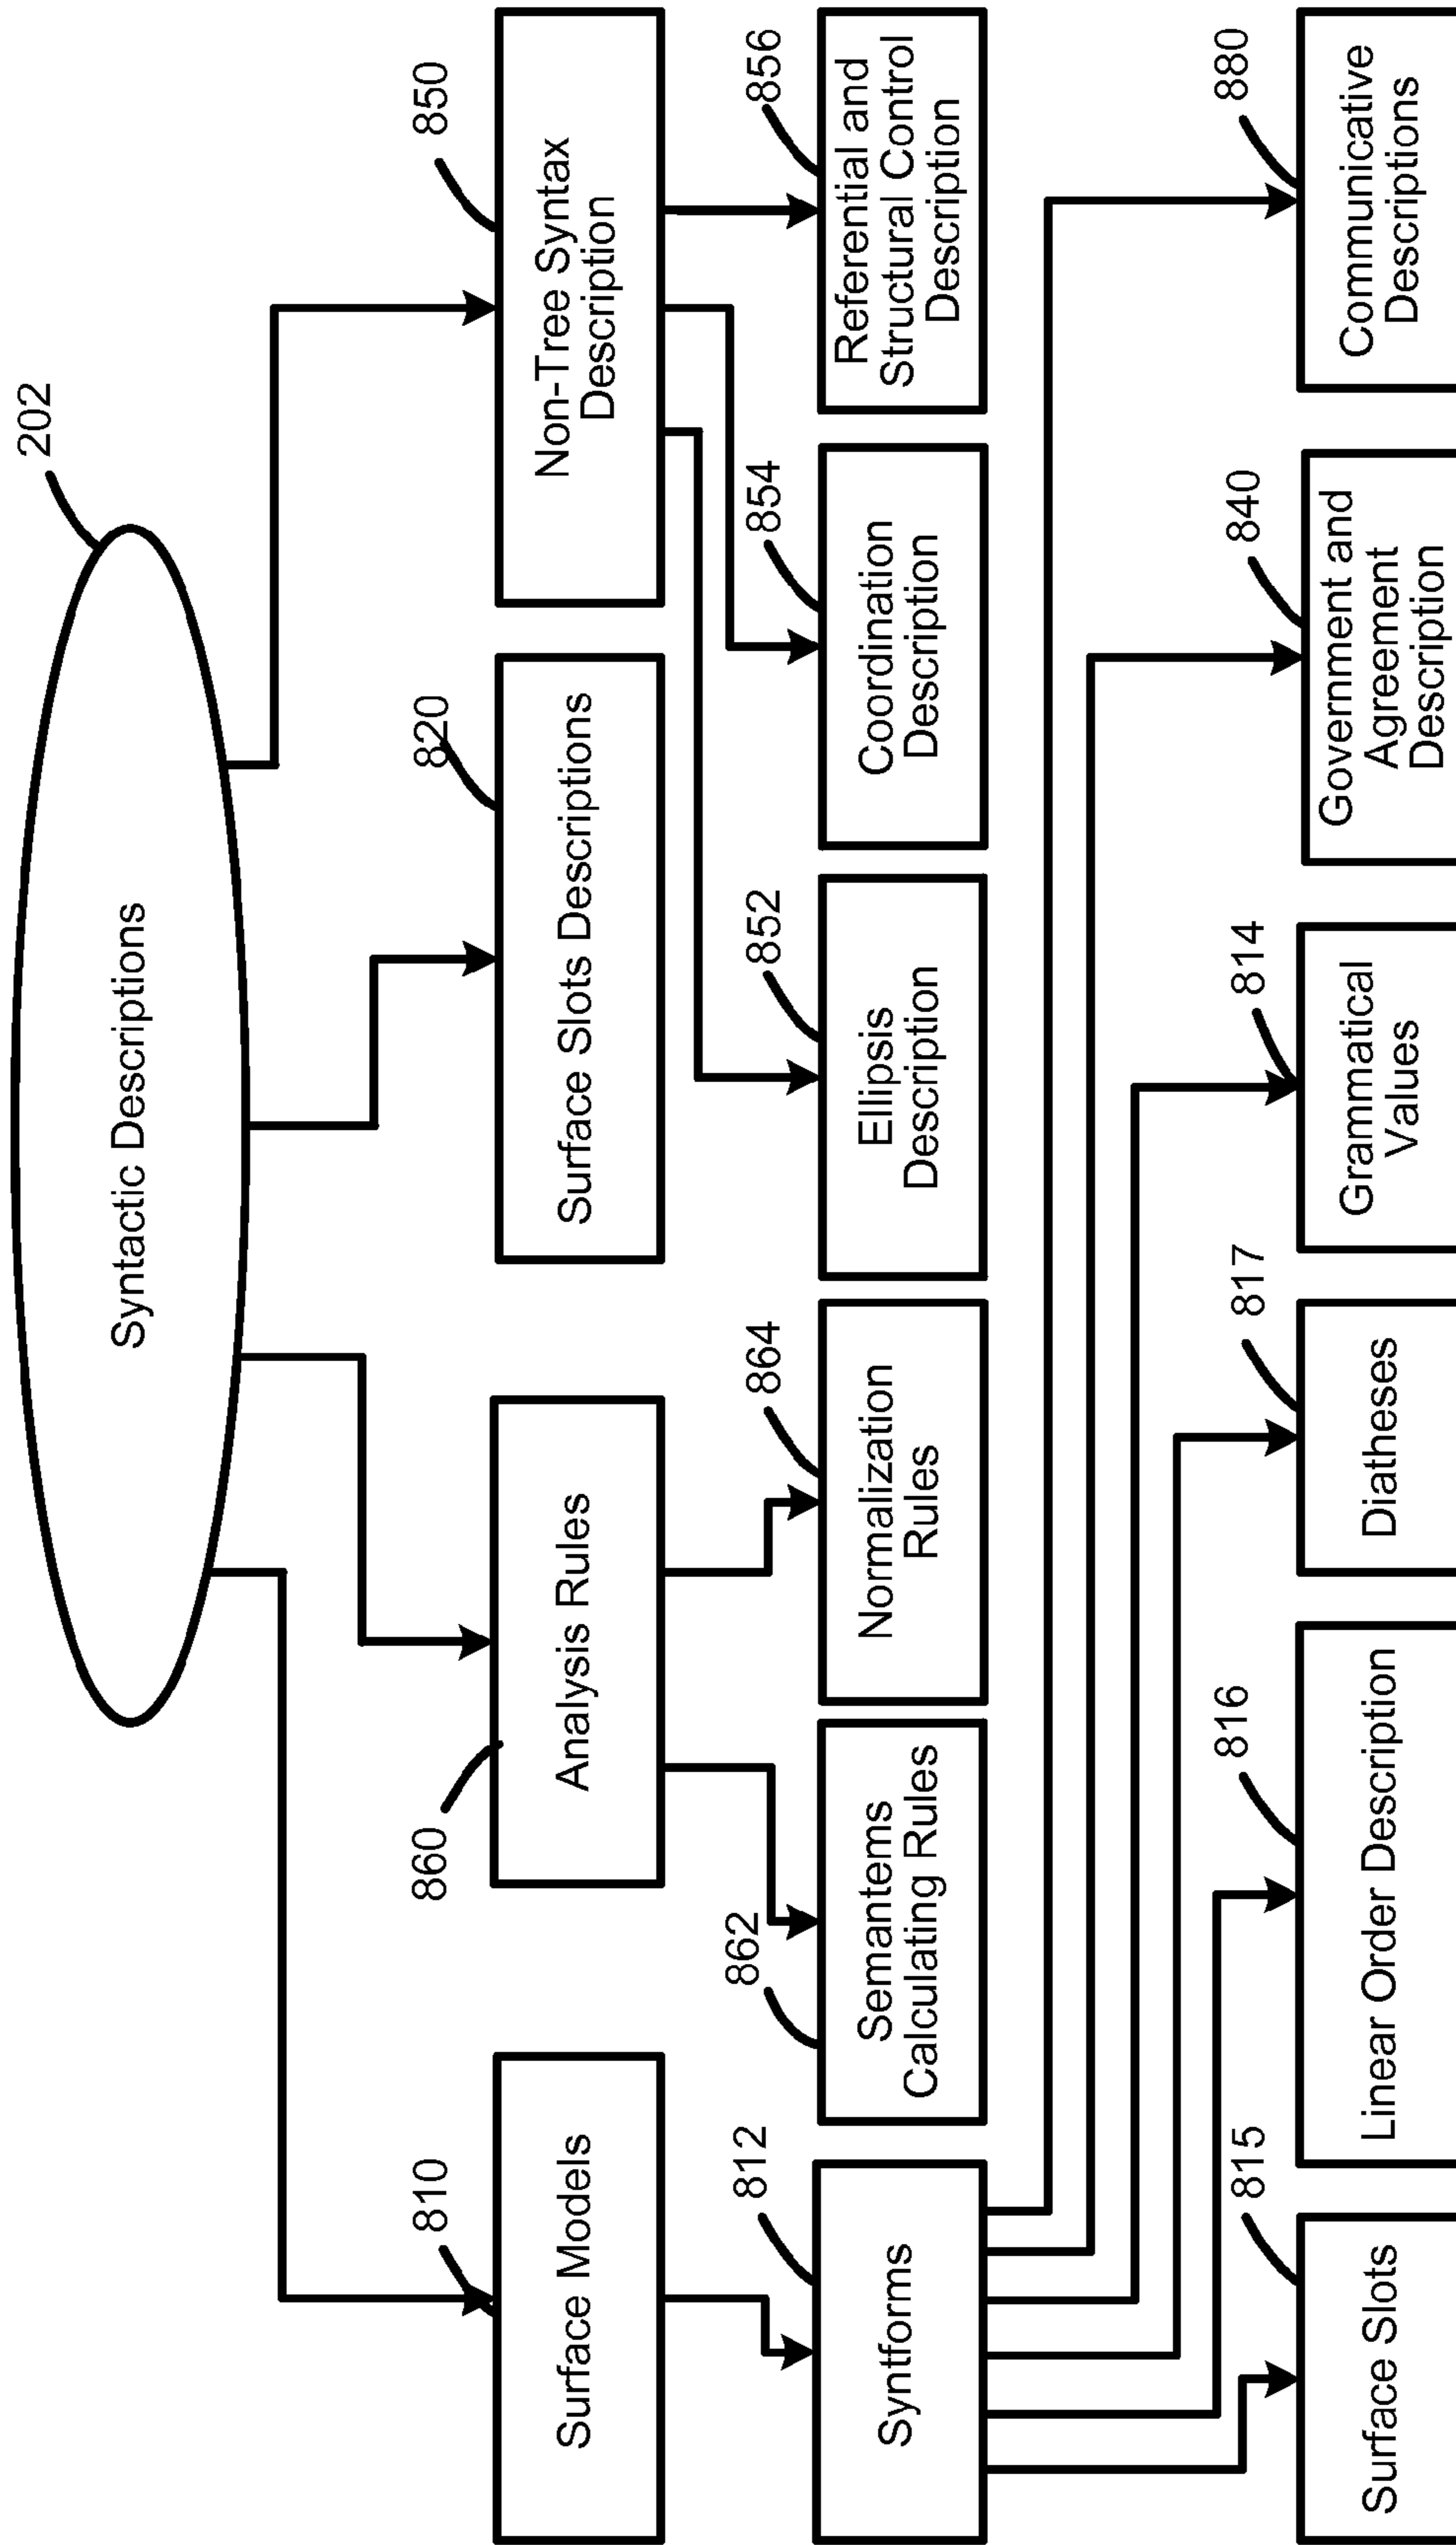 Syntactic Descriptions
202
810
Surface Models
860
Analysis Rules
820
Surface Slots Descriptions
850
Non-Tree Syntax
Description
812
Syntforms
862
Semantems
Calculating Rules
864
Normalization
Rules
852
Ellipsis
Description
854
Coordination
Description
856
Referential and
Structural Control
Description
815
Surface Slots
816
Linear Order Description
817
Diatheses
814
Grammatical
Values
840
Government and
Agreement
Description
880
Communicative
Descriptions